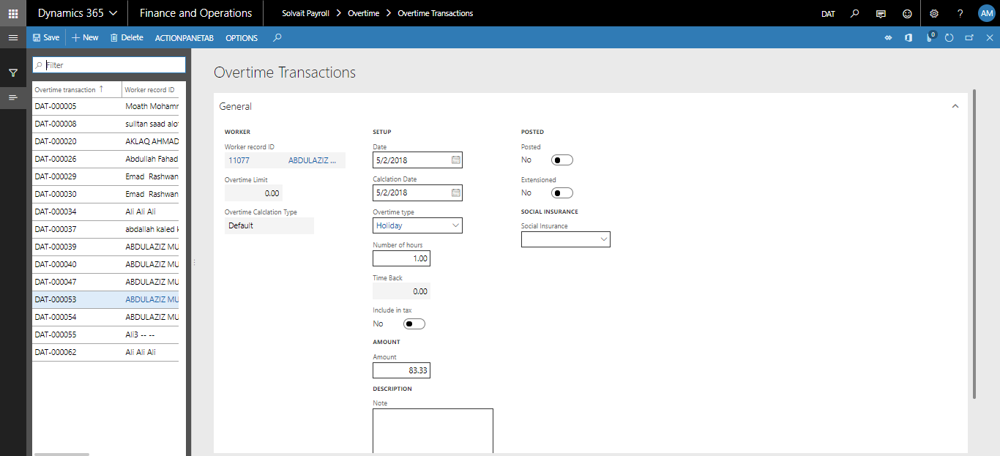 Dynamics 365
Finance and Operations
Solvait Payroll > Overtime > Overtime Transactions
DAT
?
AM
Save
+ New
Delete
ACTIONPANETAB
OPTIONS
0
Filter
Overtime transaction ↑ Worker record ID
DAT-000005 Moath Mohamm
DAT-000008 sulltan saad alo
DAT-000020 AKLAQ AHMAD
DAT-000026 Abdullah Fahad
DAT-000029 Emad Rashwan
DAT-000030 Emad Rashwan
DAT-000034 Ali Ali Ali
DAT-000037 abdallah kaled
DAT-000039 ABDULAZIZ MU
DAT-000040 ABDULAZIZ MU
DAT-000047 ABDULAZIZ MU
DAT-000053 ABDULAZIZ MU
DAT-000054 ABDULAZIZ MU
DAT-000055 Ali3 -- --
DAT-000062 Ali Ali Ali
Overtime Transactions
General
WORKER
Worker record ID
11077 ABDULAZIZ ...
Overtime Limit
0.00
Overtime Calclation Type
Default
SETUP
Date
5/2/2018
Calclation Date
5/2/2018
Overtime type
Holiday
Number of hours
1.00
Time Back
0.00
Include in tax
No
AMOUNT
Amount
83.33
DESCRIPTION
Note
POSTED
Posted
No
Extensioned
No
SOCIAL INSURANCE
Social Insurance